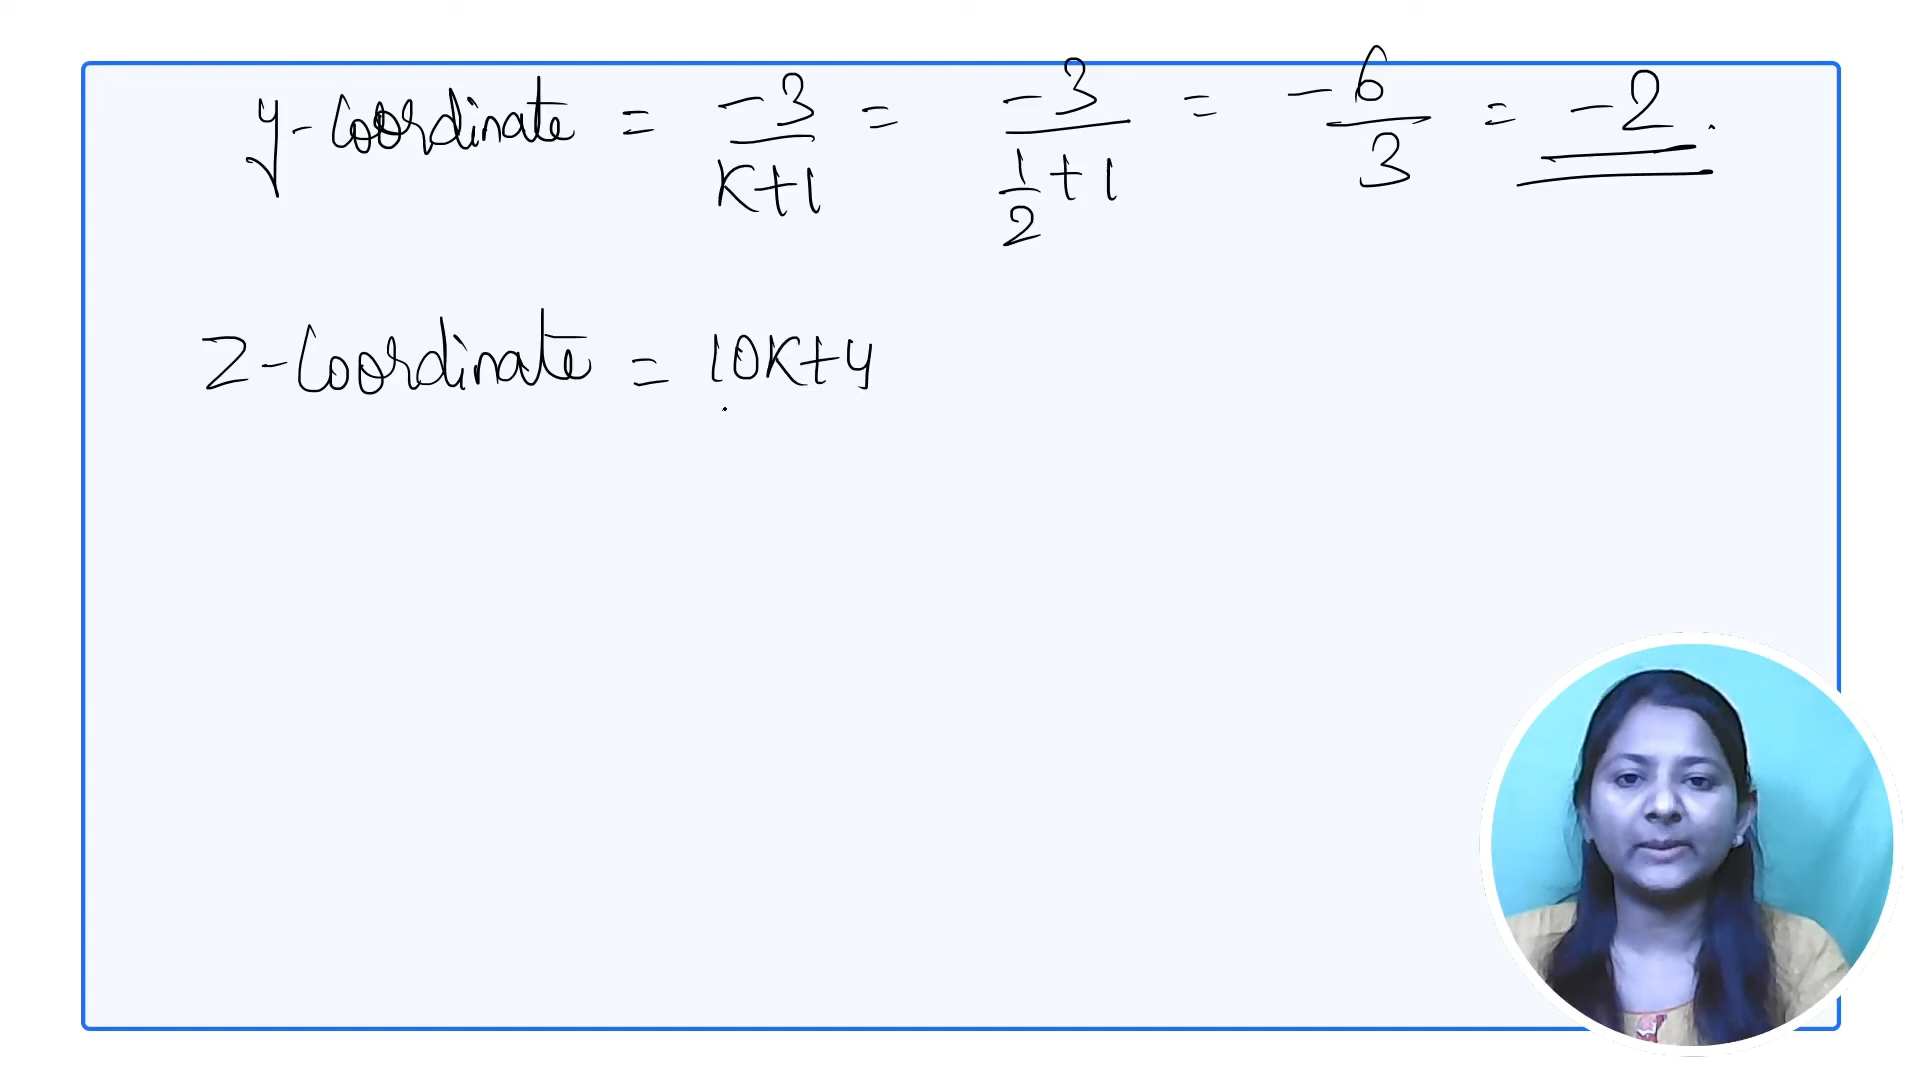 y-coordinate = -3/(K+1) = -3/(1/2+1) = -6/3 = -2.
Z-Coordinate = 10K+4